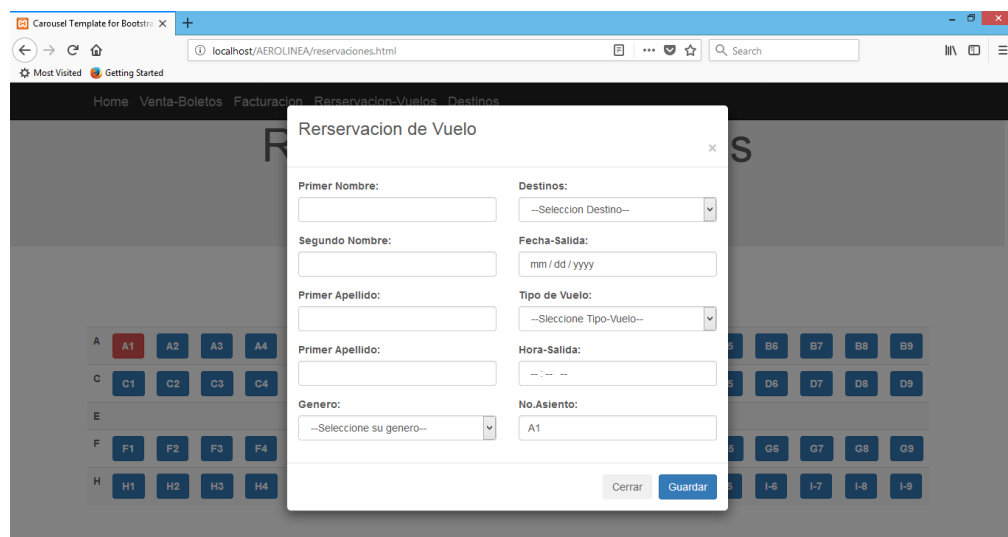 Carousel Template for Bootstra
localhost/AEROLINEA/reservaciones.html
Search
Most Visited Getting Started
Home Venta-Boletos Facturacion Rerservacion-Vuelos Destinos
R s
Rerservacion de Vuelo
×
Primer Nombre: Destinos:
--Seleccion Destino--
Segundo Nombre: Fecha-Salida:
mm / dd / yyyy
Primer Apellido: Tipo de Vuelo:
--Sleccione Tipo-Vuelo--
Primer Apellido: Hora-Salida:
-- : -- --
Genero: No.Asiento:
--Seleccione su genero-- A1
Cerrar Guardar
A A1 A2 A3 A4 5 B6 B7 B8 B9
C C1 C2 C3 C4 5 D6 D7 D8 D9
E
F F1 F2 F3 F4 5 G6 G7 G8 G9
H H1 H2 H3 H4 5 I-6 I-7 I-8 I-9